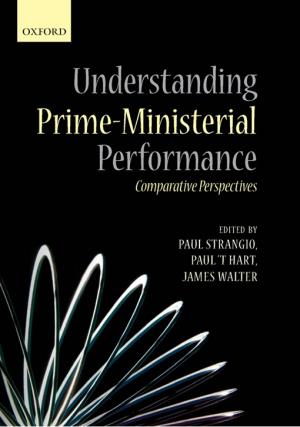 OXFORD
Understanding
Prime-Ministerial
Performance
Comparative Perspectives
EDITED BY
PAUL STRANGIO,
PAUL 'T HART,
JAMES WALTER